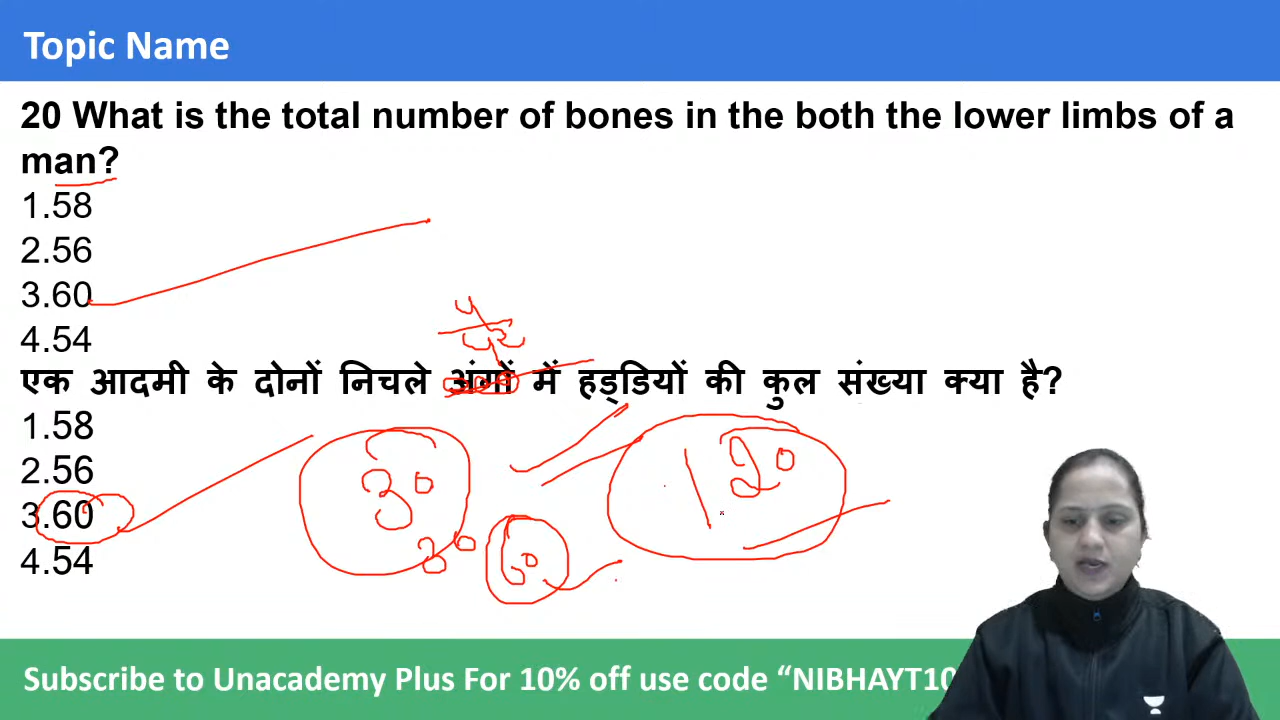 Topic Name
20 What is the total number of bones in the both the lower limbs of a
man?
1.58
2.56
3.60
4.54
एक आदमी के दोनों निचले अंगों में हड्डियों की कुल संख्या क्या है?
1.58
2.56
3.60
4.54
30
120
30
60
Subscribe to Unacademy Plus For 10% off use code “NIBHAYT10